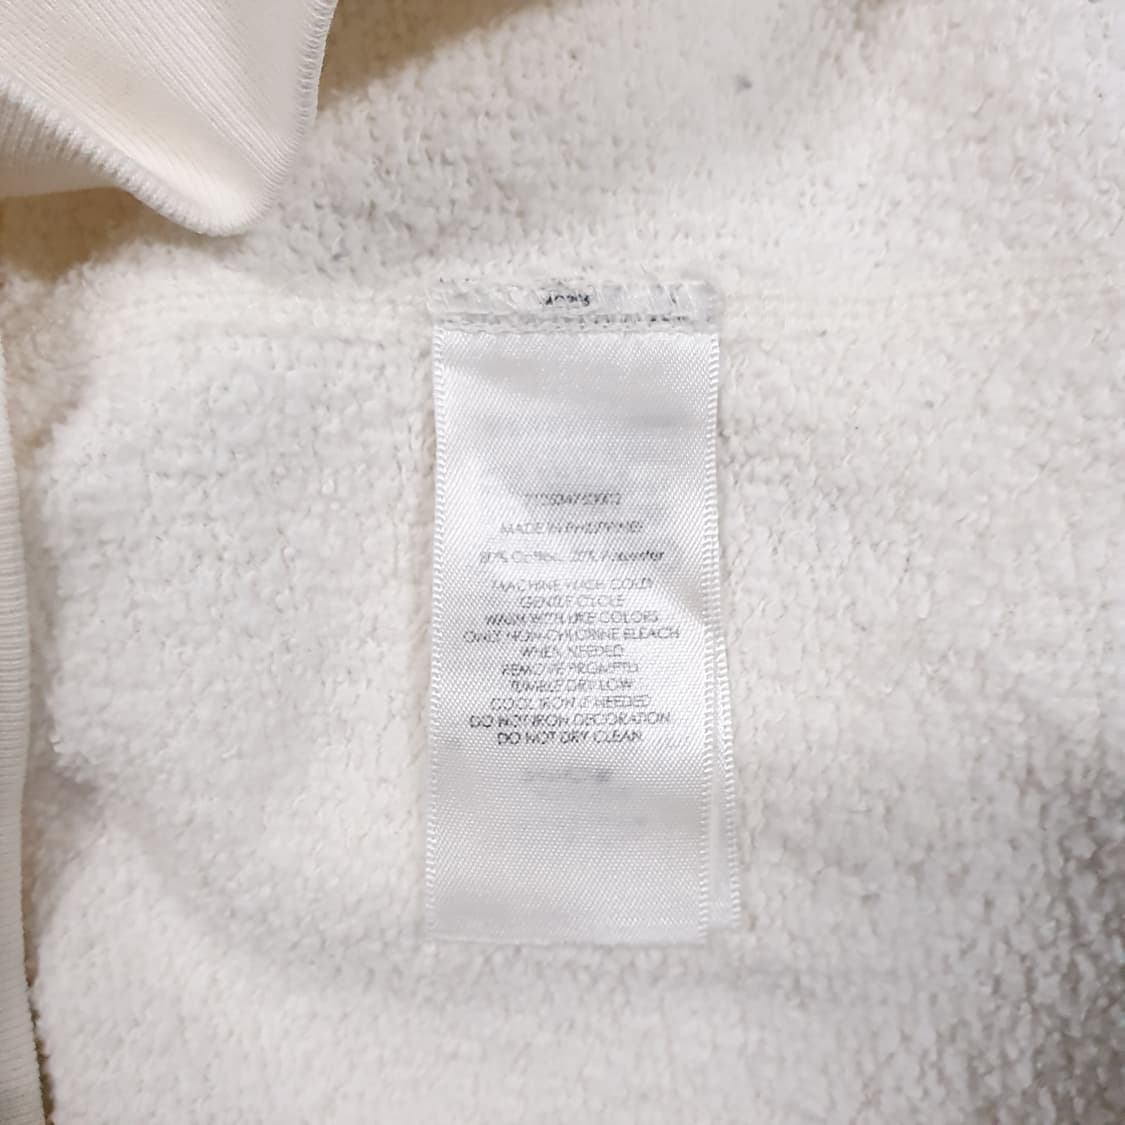 MADE IN PHILIPPINES
80% Cotton, 20% Polyester
MACHINE WASH COLD
GENTLE CYCLE
WASH WITH LIKE COLORS
ONLY NON-CHLORINE BLEACH
WHEN NEEDED
REMOVE PROMPTLY
TUMBLE DRY LOW
COOL IRON IF NEEDED
DO NOT IRON DECORATION
DO NOT DRY CLEAN